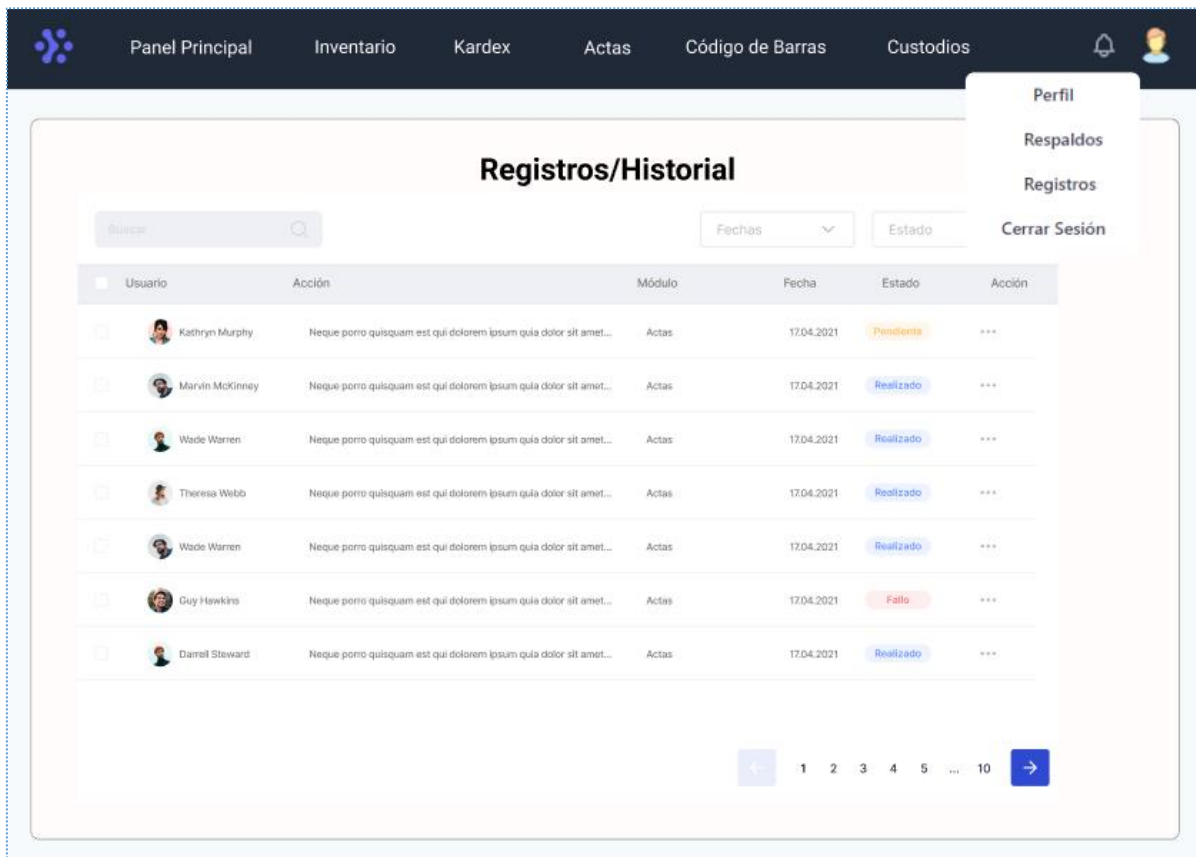 Panel Principal Inventario Kardex Actas Código de Barras Custodios
Perfil
Respaldos
Registros
Cerrar Sesión
Registros/Historial
Buscar Fechas Estado
Usuario Acción Módulo Fecha Estado Acción
Kathryn Murphy Neque porro quisquam est qui dolorem ipsum quia dolor sit amet... Actas 17.04.2021 Pendiente
Marvin McKinney Neque porro quisquam est qui dolorem ipsum quia dolor sit amet... Actas 17.04.2021 Realizado
Wade Warren Neque porro quisquam est qui dolorem ipsum quia dolor sit amet... Actas 17.04.2021 Realizado
Theresa Webb Neque porro quisquam est qui dolorem ipsum quia dolor sit amet... Actas 17.04.2021 Realizado
Wade Warren Neque porro quisquam est qui dolorem ipsum quia dolor sit amet... Actas 17.04.2021 Realizado
Guy Hawkins Neque porro quisquam est qui dolorem ipsum quia dolor sit amet... Actas 17.04.2021 Fallo
Darrell Steward Neque porro quisquam est qui dolorem ipsum quia dolor sit amet... Actas 17.04.2021 Realizado
1 2 3 4 5 ... 10